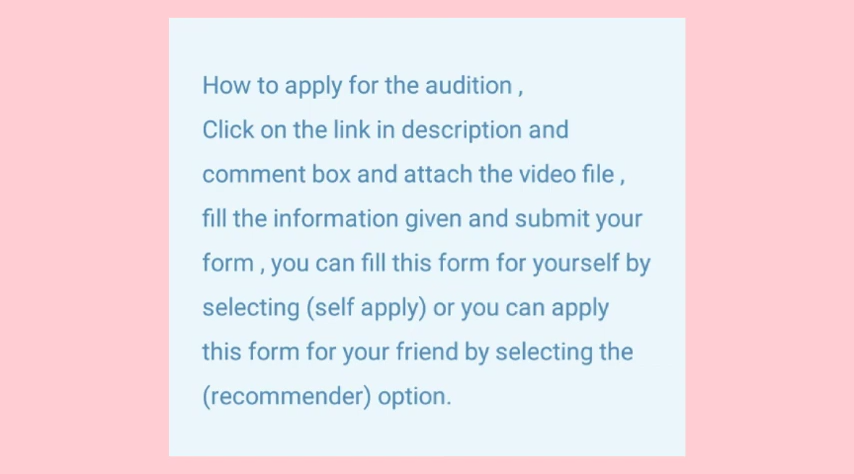 How to apply for the audition ,
Click on the link in description and
comment box and attach the video file ,
fill the information given and submit your
form , you can fill this form for yourself by
selecting (self apply) or you can apply
this form for your friend by selecting the
(recommender) option.